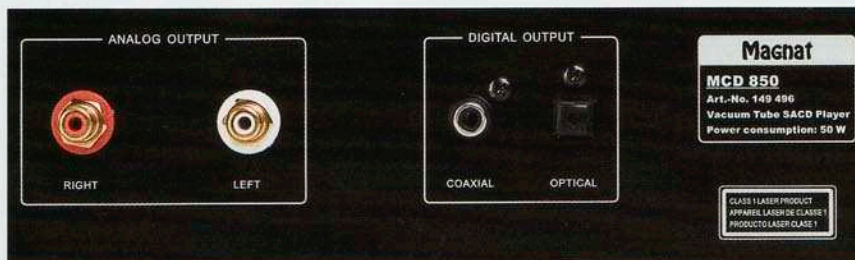 ANALOG OUTPUT
RIGHT
LEFT
DIGITAL OUTPUT
COAXIAL
OPTICAL
Magnat
MCD 850
Art.-No. 149 496
Vacuum Tube SACD Player
Power consumption: 50 W
CLASS 1 LASER PRODUCT
APPAREIL LASER DE CLASSE 1
PRODUCTO LASER CLASE 1